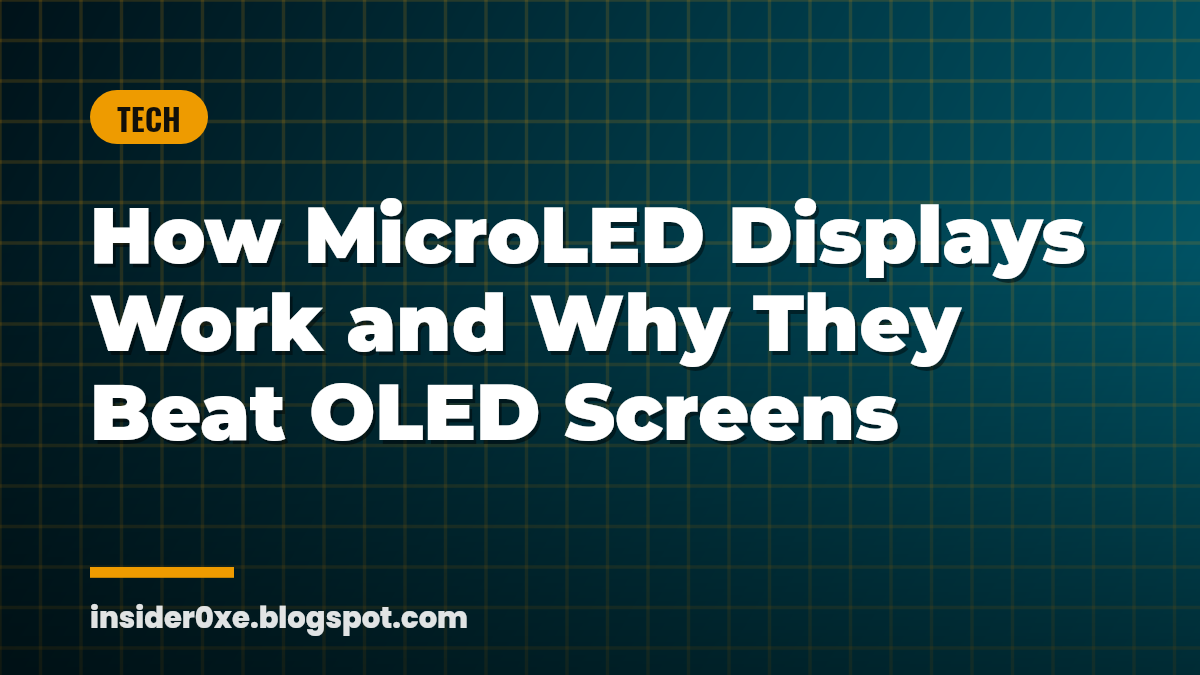 TECH
How MicroLED Displays
Work and Why They
Beat OLED Screens
insider0xe.blogspot.com